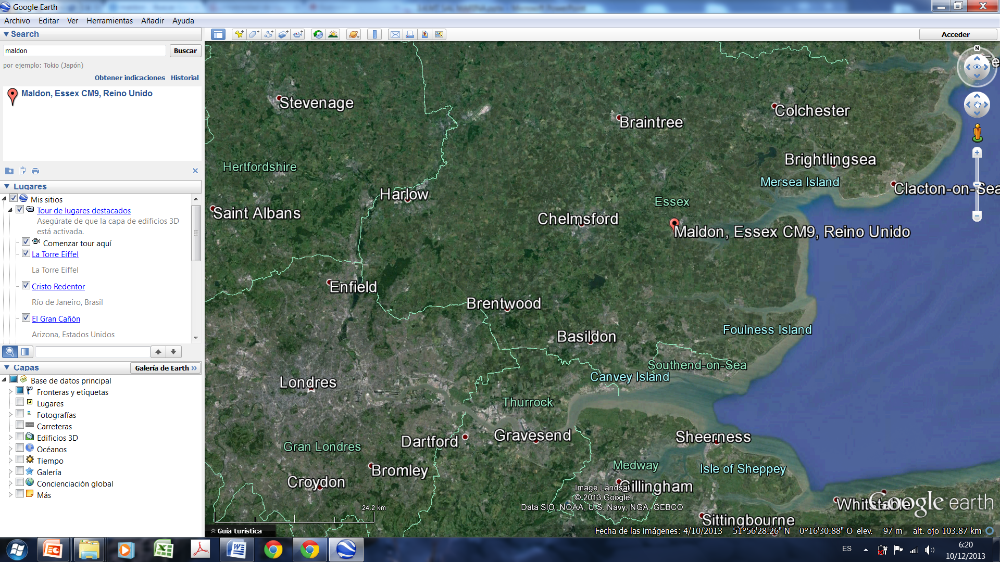 Google Earth
Archivo Editar Ver Herramientas Añadir Ayuda
Search
maldon
Buscar
por ejemplo: Tokio (Japón)
Obtener indicaciones Historial
Maldon, Essex CM9, Reino Unido
Lugares
Mis sitios
Tour de lugares destacados
Asegúrate de que la capa de edificios 3D
está activada.
Comenzar tour aquí
La Torre Eiffel
La Torre Eiffel
Cristo Redentor
Río de Janeiro, Brasil
El Gran Cañón
Arizona, Estados Unidos
Capas
Galería de Earth »
Base de datos principal
Fronteras y etiquetas
Lugares
Fotografías
Carreteras
Edificios 3D
Océanos
Tiempo
Galería
Concienciación global
Más
Acceder
N
Stevenage
Colchester
Braintree
Hertfordshire
Brightlingsea
Mersea Island
Clacton-on-Sea
Harlow
Essex
Saint Albans
Chelmsford
Maldon, Essex CM9, Reino Unido
Enfield
Brentwood
Foulness Island
Basildon
Southend-on-Sea
Canvey Island
Londres
Thurrock
Gravesend
Sheerness
Dartford
Gran Londres
Medway
Isle of Sheppey
Bromley
Croydon
Gillingham
Image Landsat
© 2013 Google
Data SIO, NOAA, U.S. Navy, NGA, GEBCO
Whitstable
Google earth
24.2 km
Sittingbourne
Guía turística
Fecha de las imágenes: 4/10/2013 51°56'28.26" N 0°16'30.88" O elev. 97 m alt. ojo 103.87 km
ES
6:20
10/12/2013